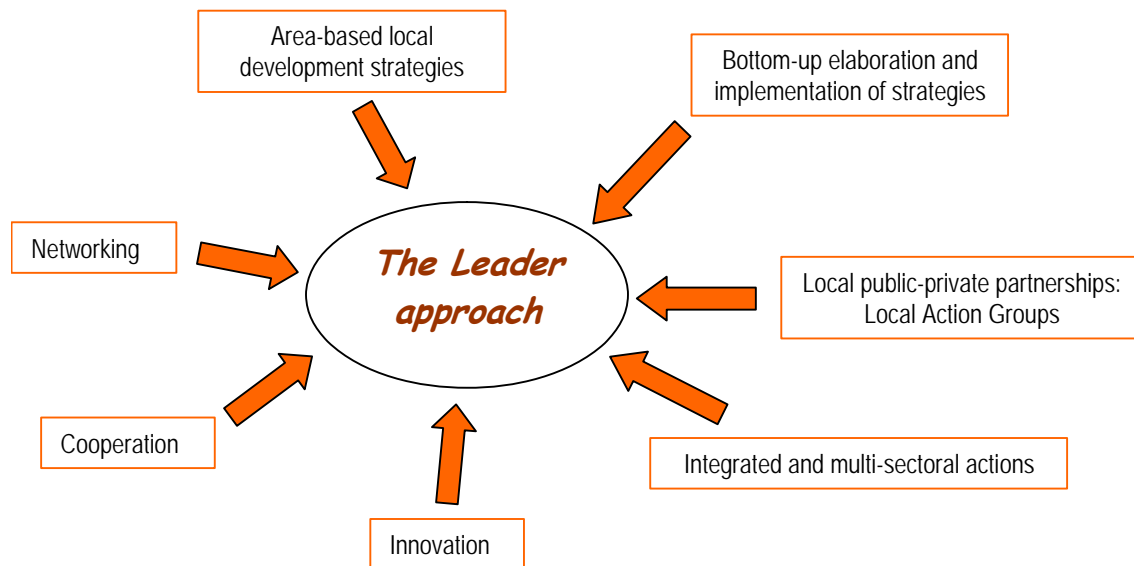 Area-based local
development strategies
Bottom-up elaboration and
implementation of strategies
Networking
The Leader
approach
Local public-private partnerships:
Local Action Groups
Cooperation
Integrated and multi-sectoral actions
Innovation